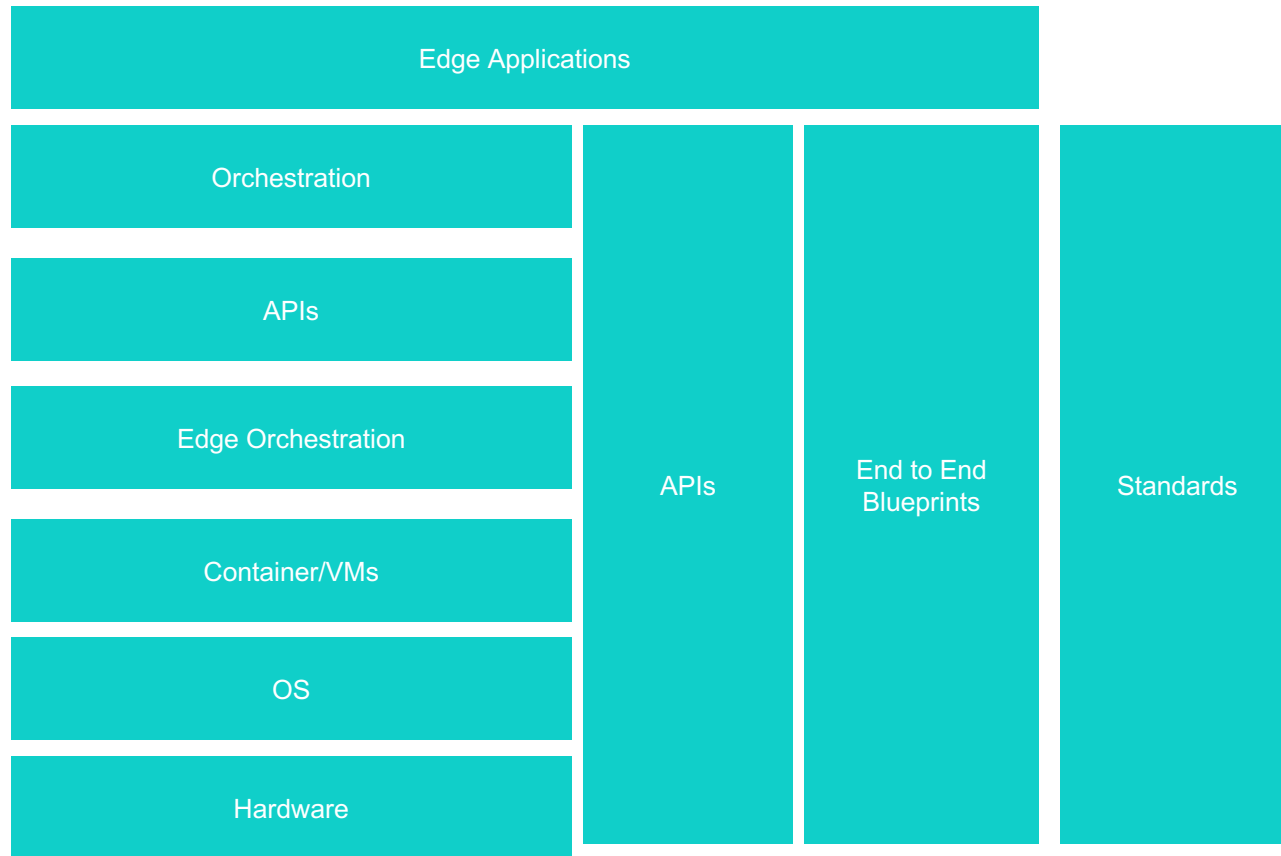 Edge Applications
Orchestration
APIs
Edge Orchestration
Container/VMs
OS
Hardware
APIs
End to End
Blueprints
Standards